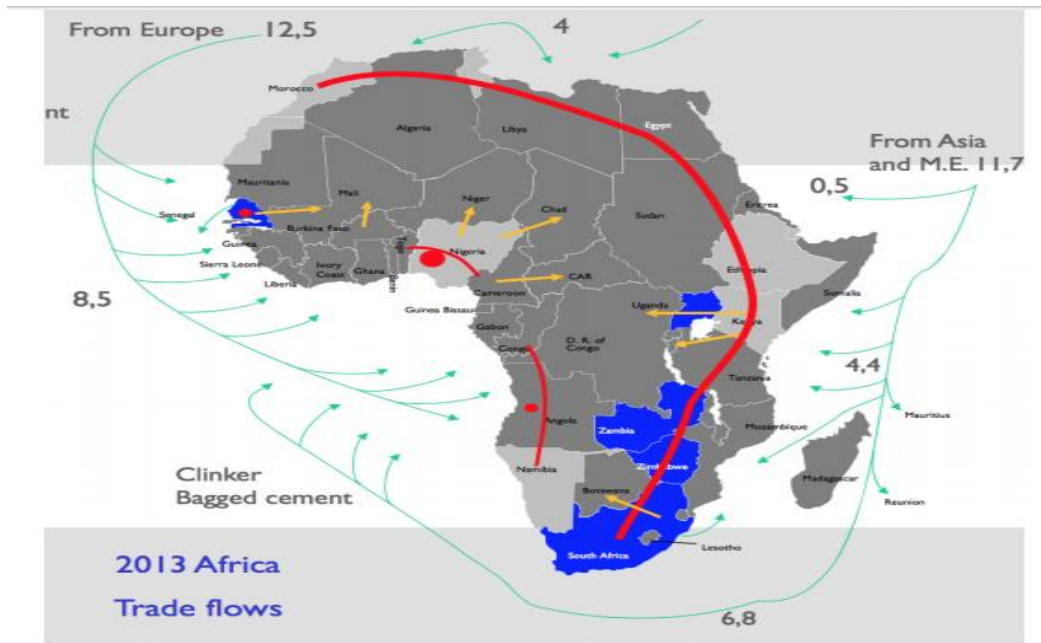 From Europe 12,5
4
nt
Morocco
Algeria
Libya
Egypt
From Asia
and M.E. 11,7
0,5
Mauritania
Mali
Niger
Chad
Sudan
Eritrea
Senegal
Burkina Faso
Guinea
Togo
Nigeria
Sierra Leone
Ivory
Coast
Ghana
Benin
Liberia
Cameroon
CAR
Ethiopia
Somalia
8,5
Guinea Bissau
Uganda
Kenya
Gabon
Congo
D. R. of
Congo
4,4
Tanzania
Mauritius
Angola
Zambia
Mozambique
Clinker
Bagged cement
Namibia
Zimbabwe
Botswana
Madagascar
Reunion
2013 Africa
South Africa
Lesotho
Trade flows
6,8